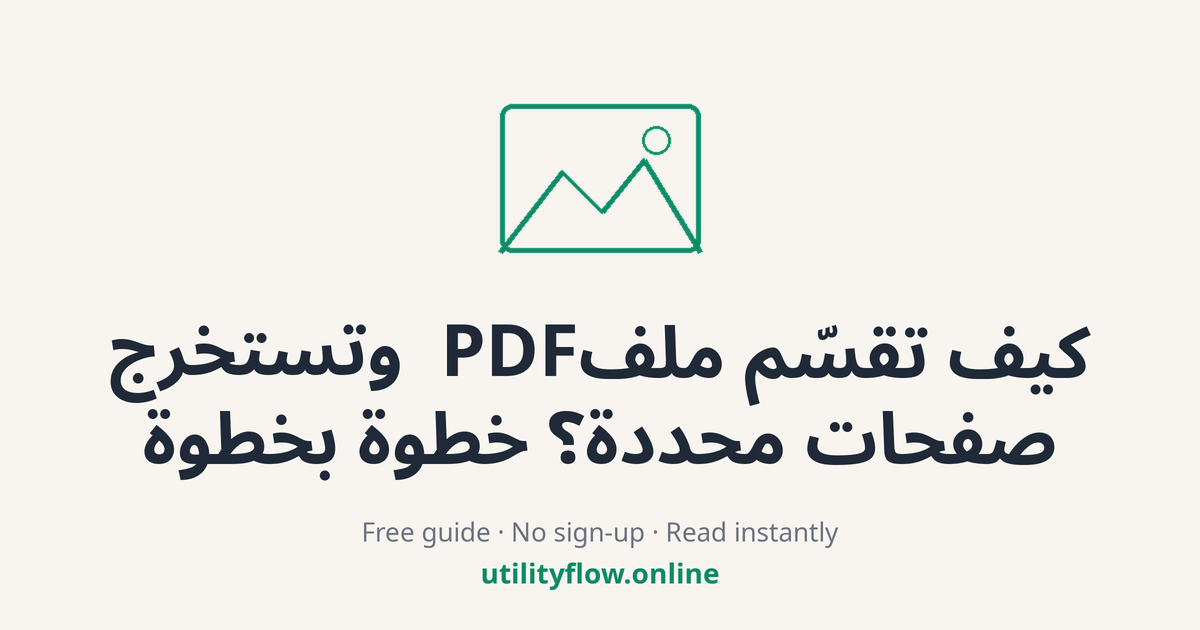 كيف تقسّم ملفPDF  وتستخرج
صفحات محددة؟ خطوة بخطوة
Free guide · No sign-up · Read instantly
utilityflow.online